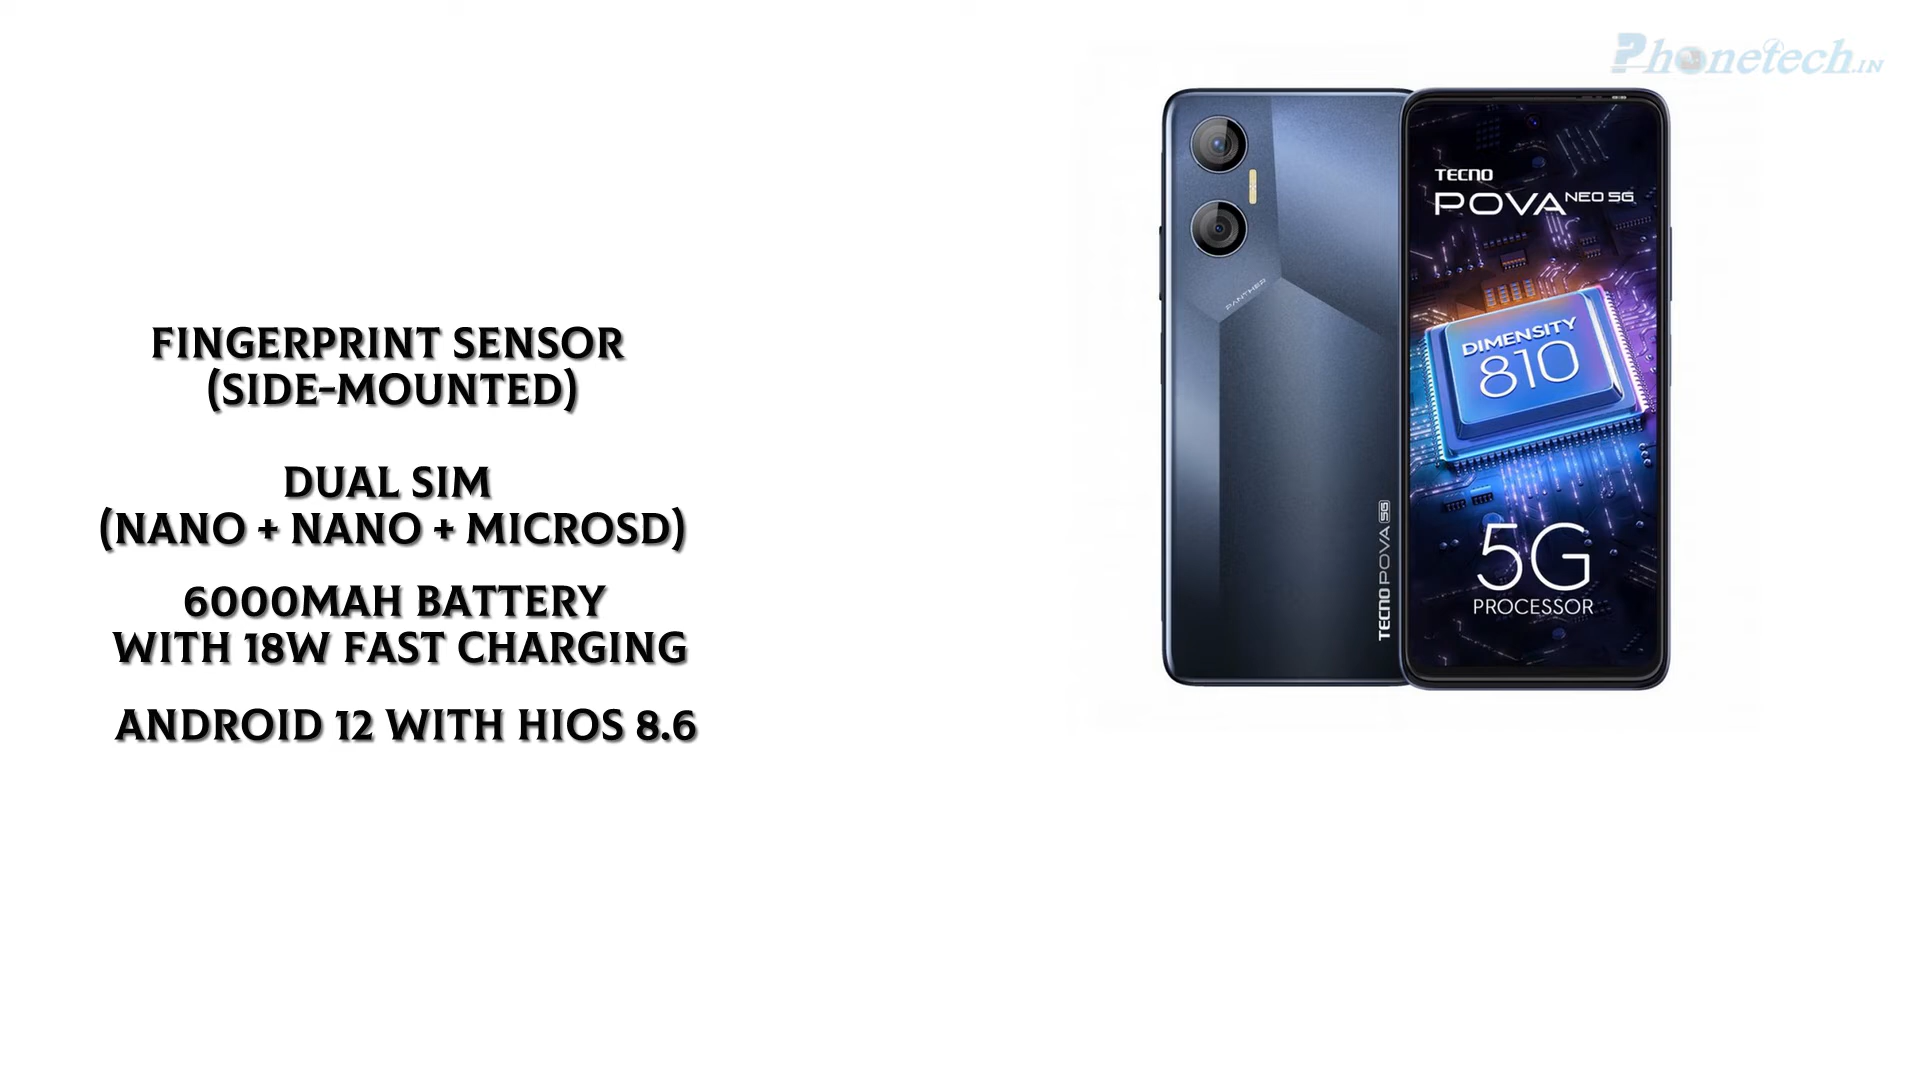 Phonetech.IN
FINGERPRINT SENSOR
(SIDE-MOUNTED)
DUAL SIM
(NANO + NANO + MICROSD)
6000MAH BATTERY
WITH 18W FAST CHARGING
ANDROID 12 WITH HIOS 8.6
PANTHER
TECNO POVA 5G
TECNO
POVA NEO 5G
DIMENSITY
810
5G
PROCESSOR